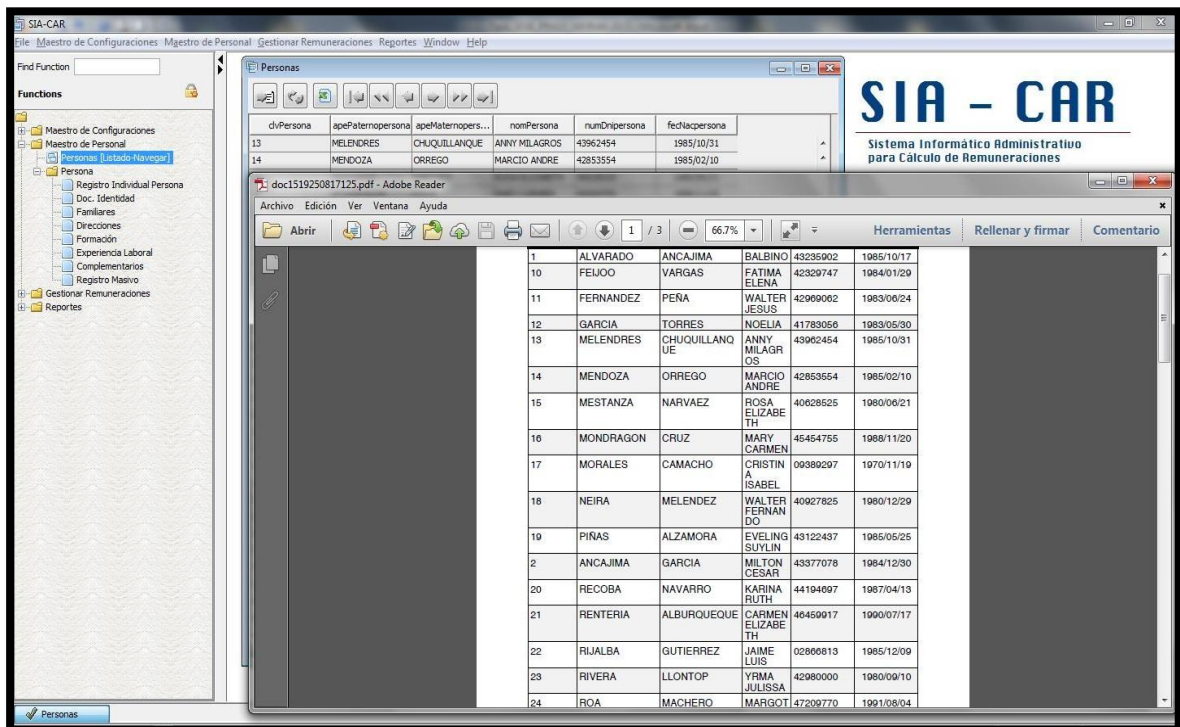 SIA-CAR
File Maestro de Configuraciones Maestro de Personal Gestionar Remuneraciones Reportes Window Help
Find Function
Functions
Maestro de Configuraciones
Maestro de Personal
Personas [Listado-Navegar]
Persona
Registro Individual Persona
Doc. Identidad
Familiares
Direcciones
Formación
Experiencia Laboral
Complementarios
Registro Masivo
Gestionar Remuneraciones
Reportes
Personas
clvPersona apePaternopersona apeMaternopers... nomPersona numDnipersona fecNacpersona
13 MELENDRES CHUQUILLANQUE ANNY MILAGROS 43962454 1985/10/31
14 MENDOZA ORREGO MARCIO ANDRE 42853554 1985/02/10
SIA - CAR
Sistema Informático Administrativo
para Cálculo de Remuneraciones
doc1519250817125.pdf - Adobe Reader
Archivo Edición Ver Ventana Ayuda
Abrir 1 / 3 66.7% Herramientas Rellenar y firmar Comentario
1 ALVARADO ANCAJIMA BALBINO 43235902 1985/10/17
10 FEIJOO VARGAS FATIMA 42329747 1984/01/29
ELENA
11 FERNANDEZ PEÑA WALTER 42969062 1983/06/24
JESUS
12 GARCIA TORRES NOELIA 41783056 1983/05/30
13 MELENDRES CHUQUILLANQ ANNY 43962454 1985/10/31
UE MILAGR
OS
14 MENDOZA ORREGO MARCIO 42853554 1985/02/10
ANDRE
15 MESTANZA NARVAEZ ROSA 40628525 1980/06/21
ELIZABE
TH
16 MONDRAGON CRUZ MARY 45454755 1988/11/20
CARMEN
17 MORALES CAMACHO CRISTIN 09389297 1970/11/19
A
ISABEL
18 NEIRA MELENDEZ WALTER 40927825 1980/12/29
FERNAN
DO
19 PIÑAS ALZAMORA EVELING 43122437 1985/05/25
SUYLIN
2 ANCAJIMA GARCIA MILTON 43377078 1984/12/30
CESAR
20 RECOBA NAVARRO KARINA 44194697 1987/04/13
RUTH
21 RENTERIA ALBURQUEQUE CARMEN 46459917 1990/07/17
ELIZABE
TH
22 RIJALBA GUTIERREZ JAIME 02866813 1985/12/09
LUIS
23 RIVERA LLONTOP YRMA 42980000 1980/09/10
JULISSA
24 ROA MACHERO MARGOT 47209770 1991/08/04
Personas